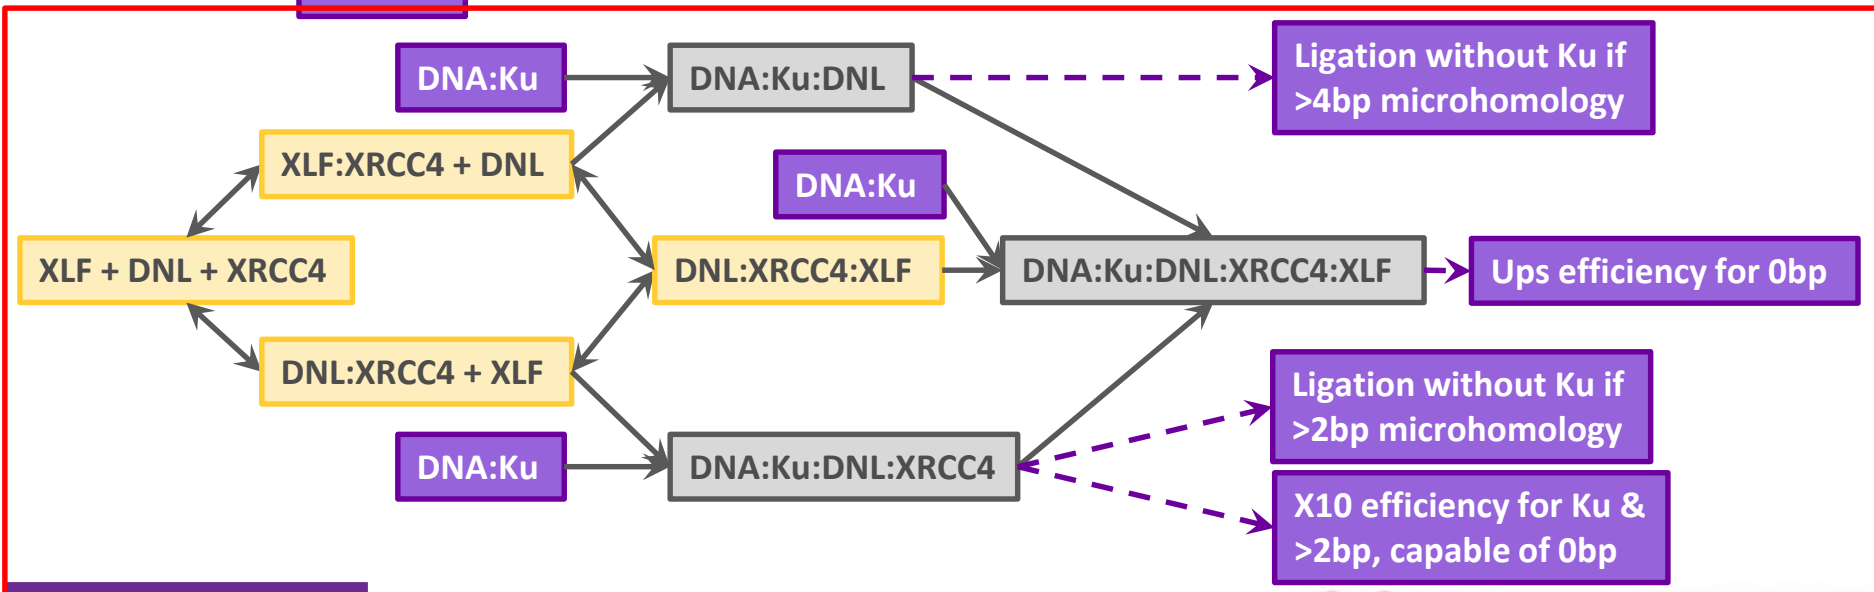 DNA:Ku
DNA:Ku:DNL
Ligation without Ku if
>4bp microhomology
XLF:XRCC4 + DNL
DNA:Ku
XLF + DNL + XRCC4
DNL:XRCC4:XLF
DNA:Ku:DNL:XRCC4:XLF
Ups efficiency for 0bp
DNL:XRCC4 + XLF
Ligation without Ku if
>2bp microhomology
DNA:Ku
DNA:Ku:DNL:XRCC4
X10 efficiency for Ku &
>2bp, capable of 0bp